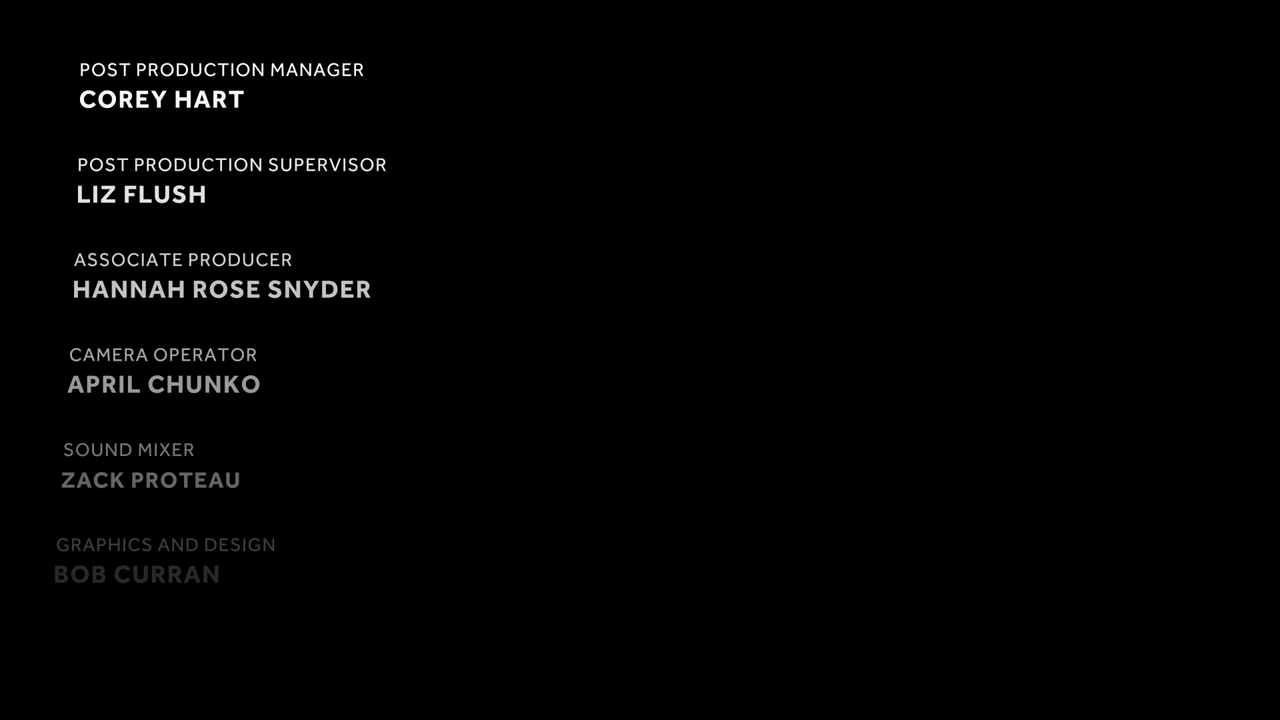 POST PRODUCTION MANAGER
COREY HART
POST PRODUCTION SUPERVISOR
LIZ FLUSH
ASSOCIATE PRODUCER
HANNAH ROSE SNYDER
CAMERA OPERATOR
APRIL CHUNKO
SOUND MIXER
ZACK PROTEAU
GRAPHICS AND DESIGN
BOB CURRAN